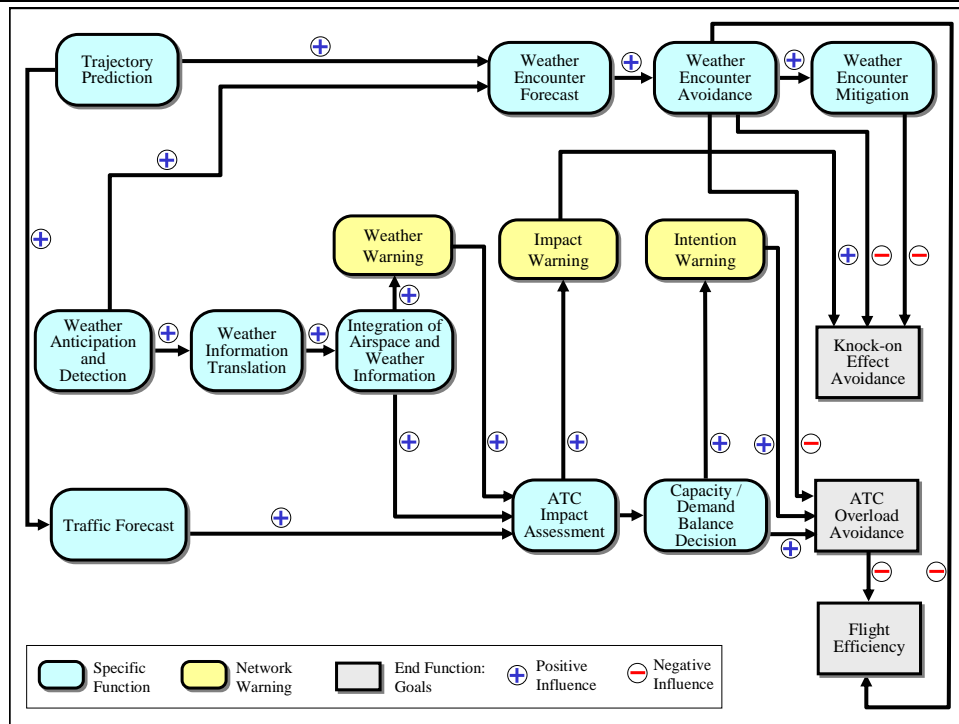 Trajectory
Prediction
Weather
Encounter
Forecast
Weather
Encounter
Avoidance
Weather
Encounter
Mitigation
Weather
Warning
Impact
Warning
Intention
Warning
Weather
Anticipation
and
Detection
Weather
Information
Translation
Integration of
Airspace and
Weather
Information
Knock-on
Effect
Avoidance
Traffic Forecast
ATC
Impact
Assessment
Capacity /
Demand
Balance
Decision
ATC
Overload
Avoidance
Flight
Efficiency
Specific
Function
Network
Warning
End Function:
Goals
Positive
Influence
Negative
Influence